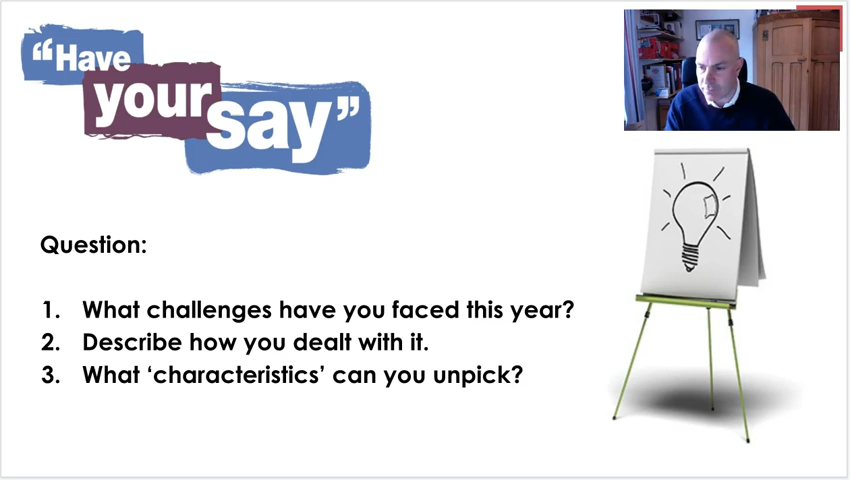 “Have
your
say”
Question:
1. What challenges have you faced this year?
2. Describe how you dealt with it.
3. What ‘characteristics’ can you unpick?